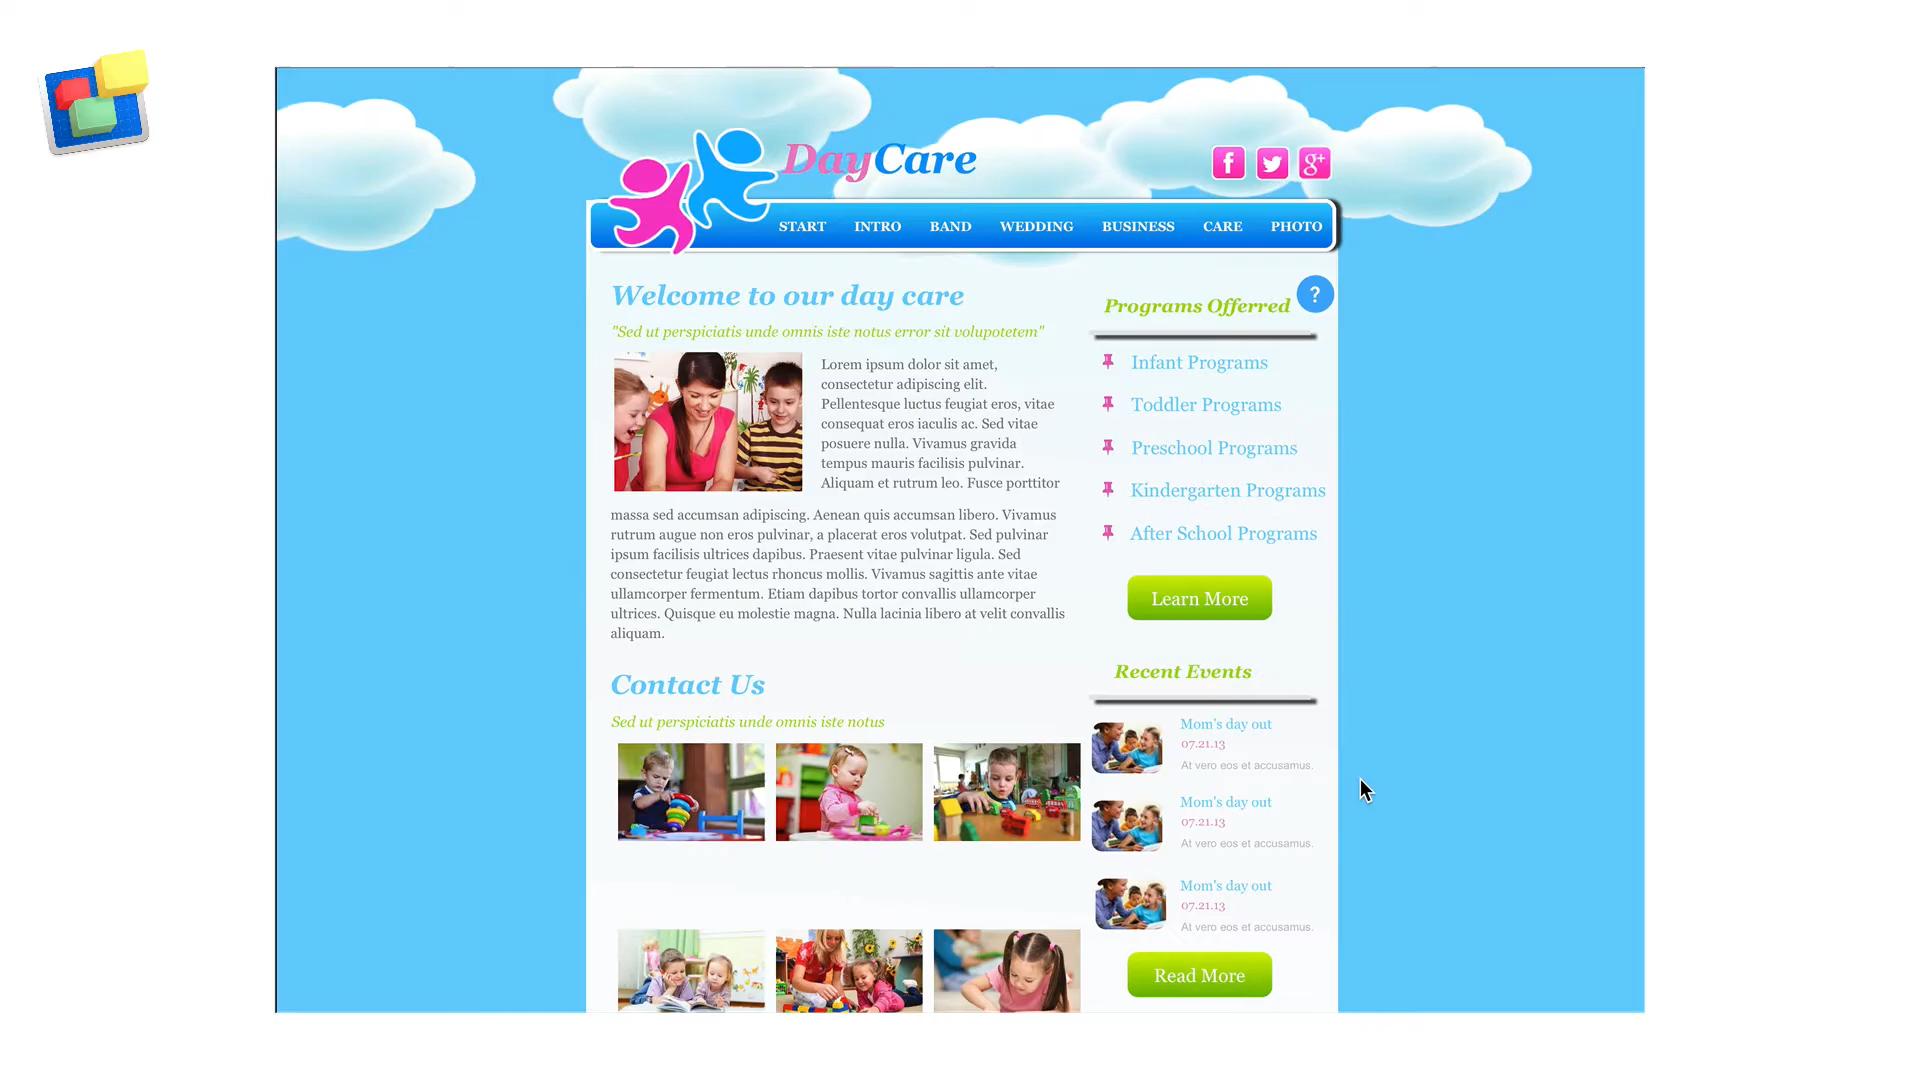 DayCare
f
g+
START INTRO BAND WEDDING BUSINESS CARE PHOTO
Welcome to our day care
"Sed ut perspiciatis unde omnis iste notus error sit volupotetem"
Lorem ipsum dolor sit amet,
consectetur adipiscing elit.
Pellentesque luctus feugiat eros, vitae
consequat eros iaculis ac. Sed vitae
posuere nulla. Vivamus gravida
tempus mauris facilisis pulvinar.
Aliquam et rutrum leo. Fusce porttitor
massa sed accumsan adipiscing. Aenean quis accumsan libero. Vivamus
rutrum augue non eros pulvinar, a placerat eros volutpat. Sed pulvinar
ipsum facilisis ultrices dapibus. Praesent vitae pulvinar ligula. Sed
consectetur feugiat lectus rhoncus mollis. Vivamus sagittis ante vitae
ullamcorper fermentum. Etiam dapibus tortor convallis ullamcorper
ultrices. Quisque eu molestie magna. Nulla lacinia libero at velit convallis
aliquam.
Contact Us
Sed ut perspiciatis unde omnis iste notus
Programs Offerred
?
Infant Programs
Toddler Programs
Preschool Programs
Kindergarten Programs
After School Programs
Learn More
Recent Events
Mom's day out
07.21.13
At vero eos et accusamus.
Mom's day out
07.21.13
At vero eos et accusamus.
Mom's day out
07.21.13
At vero eos et accusamus.
Read More